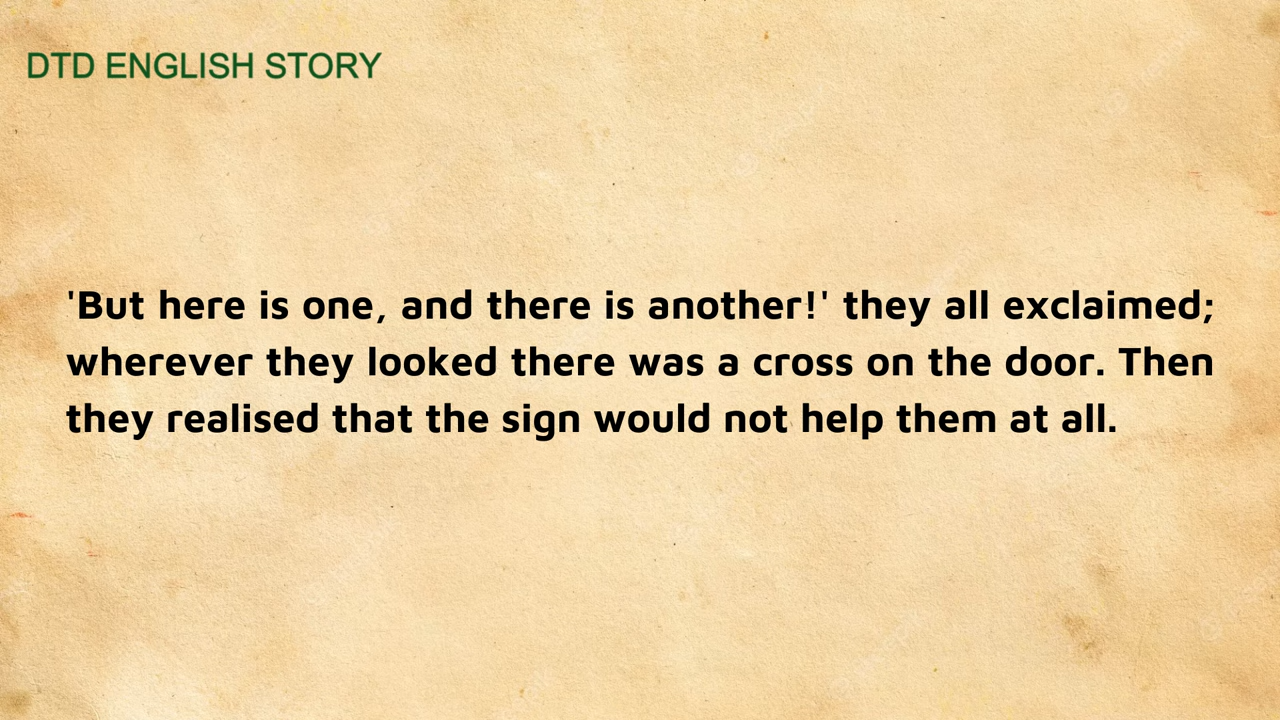 DTD ENGLISH STORY
'But here is one, and there is another!' they all exclaimed;
wherever they looked there was a cross on the door. Then
they realised that the sign would not help them at all.